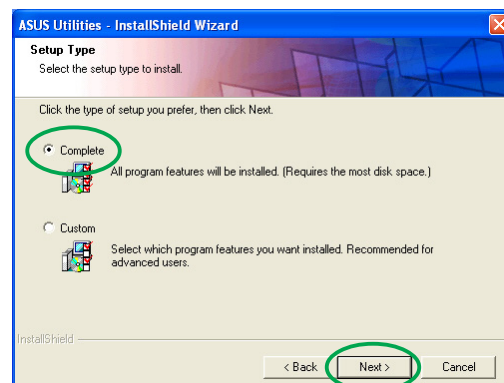 ASUS Utilities - InstallShield Wizard
Setup Type
Select the setup type to install.
Click the type of setup you prefer, then click Next.
Complete
All program features will be installed. (Requires the most disk space.)
Custom
Select which program features you want installed. Recommended for
advanced users.
InstallShield
< Back
Next >
Cancel